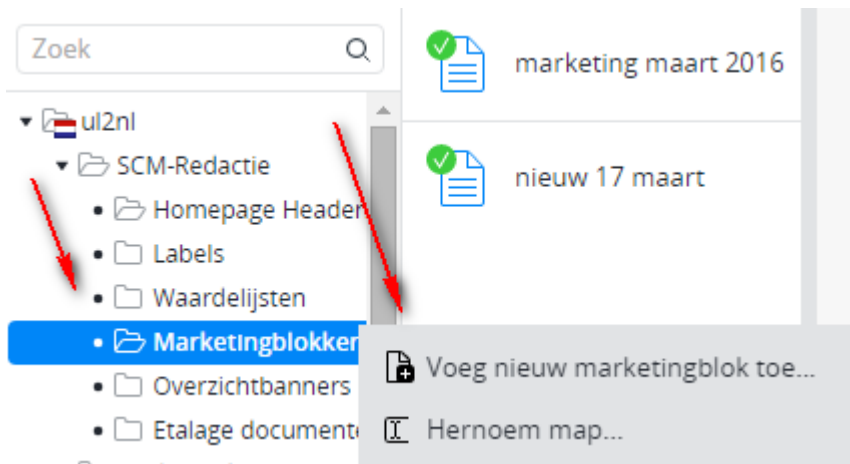 Zoek
ul2nl
SCM-Redactie
Homepage Header
Labels
Waardelijsten
Marketingblokken
Overzichtbanners
Etalage documente
marketing maart 2016
nieuw 17 maart
Voeg nieuw marketingblok toe...
Hernoem map...